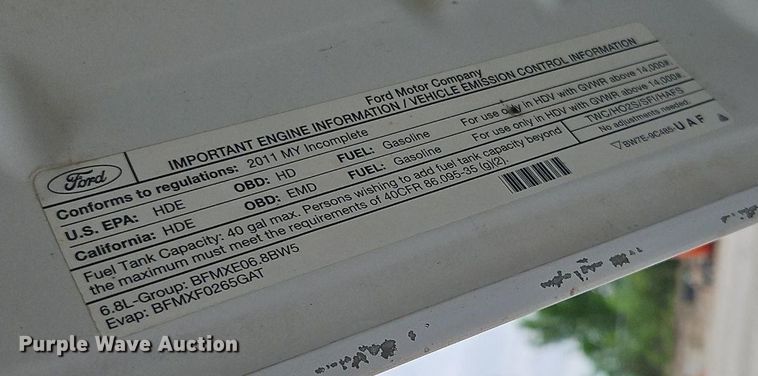 Ford Motor Company
IMPORTANT ENGINE INFORMATION / VEHICLE EMISSION CONTROL INFORMATION
Ford
Conforms to regulations: 2011 MY Incomplete
U.S. EPA: HDE OBD: HD FUEL: Gasoline For use only in HDV with GVWR above 14,000#.
California: HDE OBD: EMD FUEL: Gasoline For use only in HDV with GVWR above 14,000#.
Fuel Tank Capacity: 40 gal max. Persons wishing to add fuel tank capacity beyond
the maximum must meet the requirements of 40CFR 86.095-35 (g)(2).
TWC/HO2S/SFI/HAFS
No adjustments needed.
6.8L-Group: BFMXE06.8BW5
Evap: BFMXF0265GAT
BW7E-9C485-UAF
Purple Wave Auction